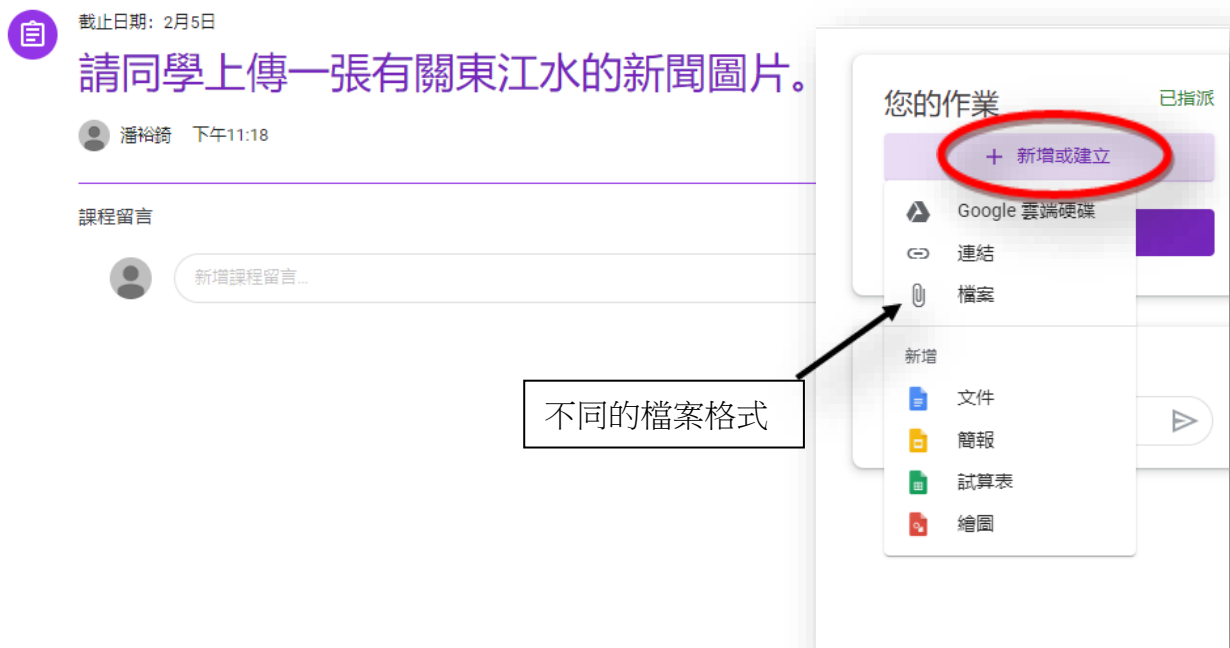 截止日期：2月5日
請同學上傳一張有關東江水的新聞圖片。
潘裕錡 下午11:18
課程留言
新增課程留言...
您的作業
已指派
+ 新增或建立
Google 雲端硬碟
連結
檔案
新增
文件
簡報
試算表
繪圖
不同的檔案格式